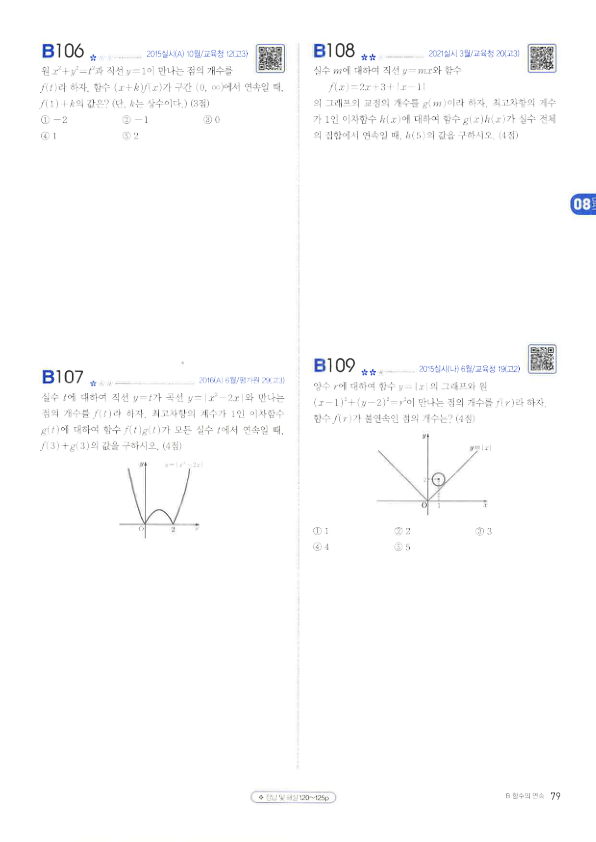 B106
2015실시(A) 10월/교육청 12(고3)
원 x²+y²=t²과 직선 y=1이 만나는 점의 개수를
f(t)라 하자. 함수 (x+k)f(x)가 구간 (0, ∞)에서 연속일 때,
f(1)+k의 값은? (단, k는 상수이다.) (3점)
① -2 ② -1 ③ 0
④ 1 ⑤ 2
B107
2016(A) 6월/평가원 29(고3)
실수 t에 대하여 직선 y=t가 곡선 y=|x²-2x|와 만나는
점의 개수를 f(t)라 하자. 최고차항의 계수가 1인 이차함수
g(t)에 대하여 함수 f(t)g(t)가 모든 실수 t에서 연속일 때,
f(3)+g(3)의 값을 구하시오. (4점)
y y=|x²-2x|
O 2 x
B108
2021실시 3월/교육청 20(고3)
실수 m에 대하여 직선 y=mx와 함수
f(x)=2x+3+|x-1|
의 그래프의 교점의 개수를 g(m)이라 하자. 최고차항의 계수
가 1인 이차함수 h(x)에 대하여 함수 g(x)h(x)가 실수 전체
의 집합에서 연속일 때, h(5)의 값을 구하시오. (4점)
08
B109
2015실시(나) 6월/교육청 19(고2)
양수 r에 대하여 함수 y=|x|의 그래프와 원
(x-1)²+(y-2)²=r²이 만나는 점의 개수를 f(r)라 하자.
함수 f(r)가 불연속인 점의 개수는? (4점)
y y=|x|
2
O 1 x
① 1 ② 2 ③ 3
④ 4 ⑤ 5
정답 및 해설 120~125p
B 함수의 연속 79